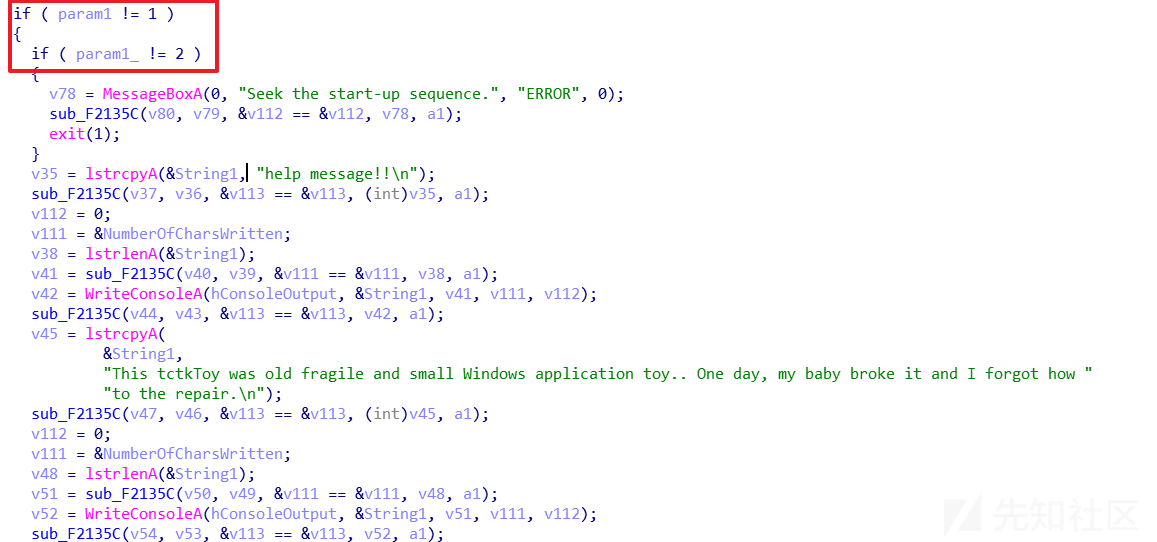 if ( param1 != 1 )
{
if ( param1_ != 2 )
{
v78 = MessageBoxA(0, "Seek the start-up sequence.", "ERROR", 0);
sub_F2135C(v80, v79, &v112 == &v112, v78, a1);
exit(1);
}
v35 = lstrcpyA(&String1, "help message!!\n");
sub_F2135C(v37, v36, &v113 == &v113, (int)v35, a1);
v112 = 0;
v111 = &NumberOfCharsWritten;
v38 = lstrlenA(&String1);
v41 = sub_F2135C(v40, v39, &v111 == &v111, v38, a1);
v42 = WriteConsoleA(hConsoleOutput, &String1, v41, v111, v112);
sub_F2135C(v44, v43, &v113 == &v113, v42, a1);
v45 = lstrcpyA(
&String1,
"This tctkToy was old fragile and small Windows application toy.. One day, my baby broke it and I forgot how "
"to the repair.\n");
sub_F2135C(v47, v46, &v113 == &v113, (int)v45, a1);
v112 = 0;
v111 = &NumberOfCharsWritten;
v48 = lstrlenA(&String1);
v51 = sub_F2135C(v50, v49, &v111 == &v111, v48, a1);
v52 = WriteConsoleA(hConsoleOutput, &String1, v51, v111, v112);
sub_F2135C(v54, v53, &v113 == &v113, v52, a1);
先知社区